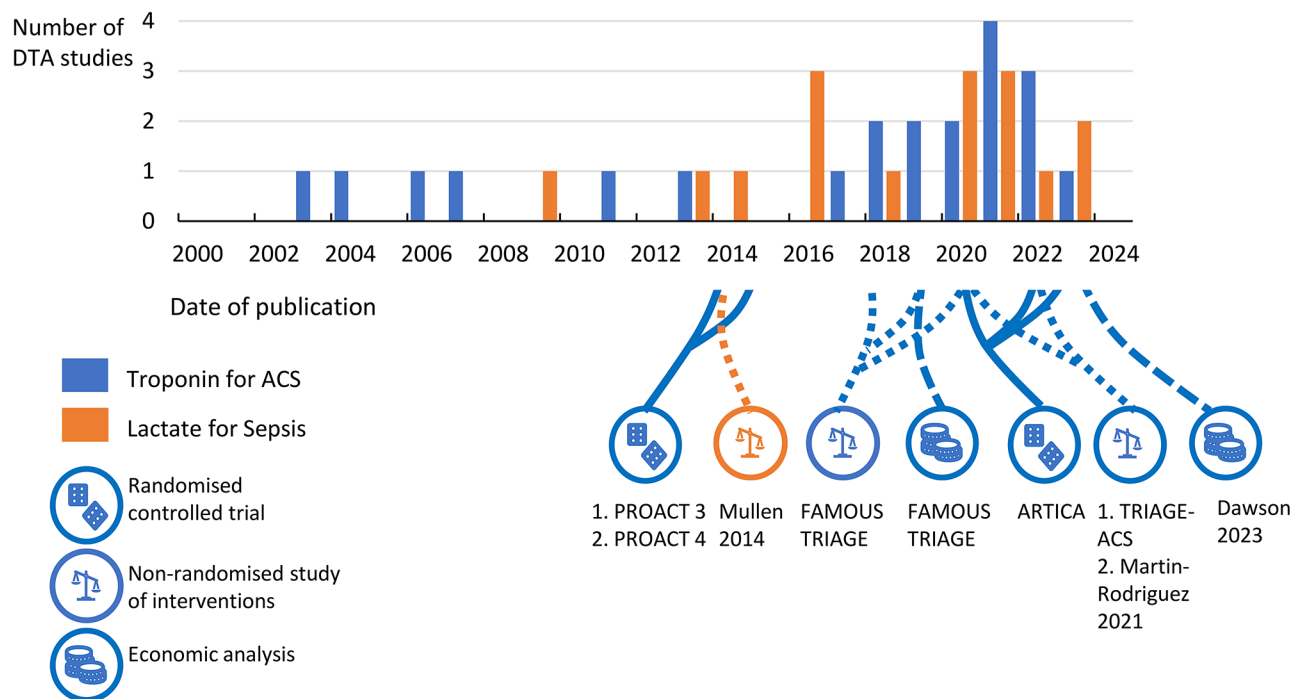 Number of
DTA studies
4
3
2
1
0
2000 2002 2004 2006 2008 2010 2012 2014 2016 2018 2020 2022 2024
Date of publication
Troponin for ACS
Lactate for Sepsis
Randomised
controlled trial
Non-randomised study
of interventions
Economic analysis
1. PROACT 3
2. PROACT 4
Mullen
2014
FAMOUS
TRIAGE
FAMOUS
TRIAGE
ARTICA
1. TRIAGE-
ACS
2. Martin-
Rodriguez
2021
Dawson
2023